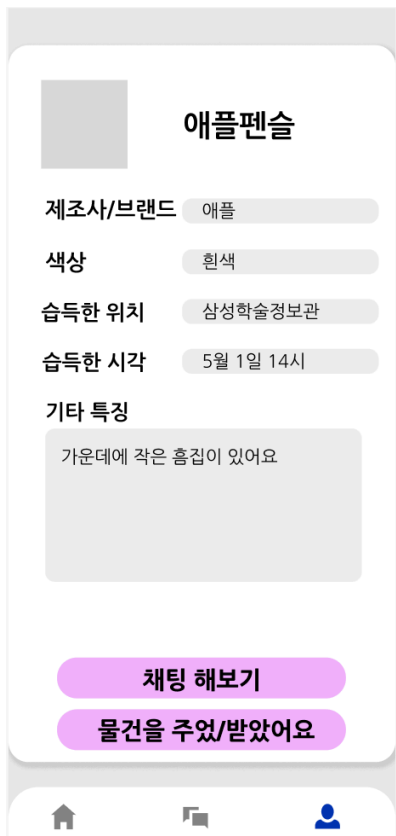 애플펜슬
제조사/브랜드 애플
색상 흰색
습득한 위치 삼성학술정보관
습득한 시각 5월 1일 14시
기타 특징
가운데에 작은 흠집이 있어요
채팅 해보기
물건을 주었/받았어요